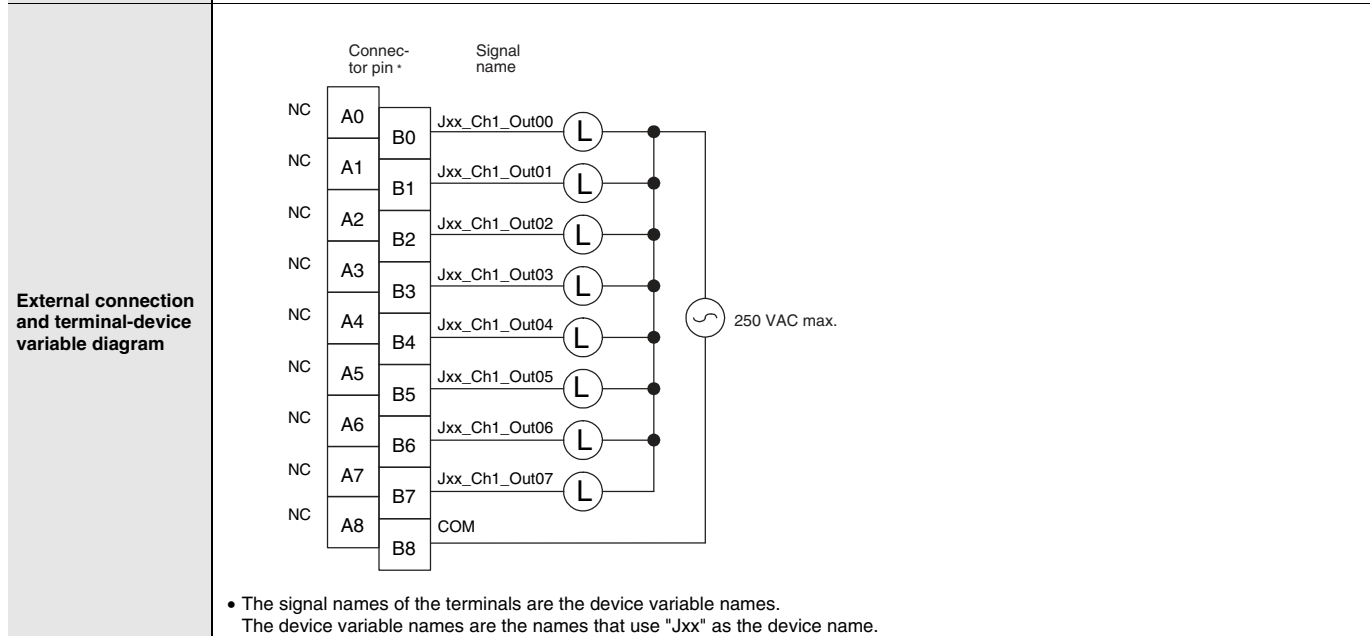 External connection
and terminal-device
variable diagram
Connec-
tor pin *
Signal
name
NC
A0
B0
Jxx_Ch1_Out00
L
NC
A1
B1
Jxx_Ch1_Out01
L
NC
A2
B2
Jxx_Ch1_Out02
L
NC
A3
B3
Jxx_Ch1_Out03
L
NC
A4
B4
Jxx_Ch1_Out04
L
250 VAC max.
NC
A5
B5
Jxx_Ch1_Out05
L
NC
A6
B6
Jxx_Ch1_Out06
L
NC
A7
B7
Jxx_Ch1_Out07
L
NC
A8
B8
COM
• The signal names of the terminals are the device variable names.
The device variable names are the names that use "Jxx" as the device name.